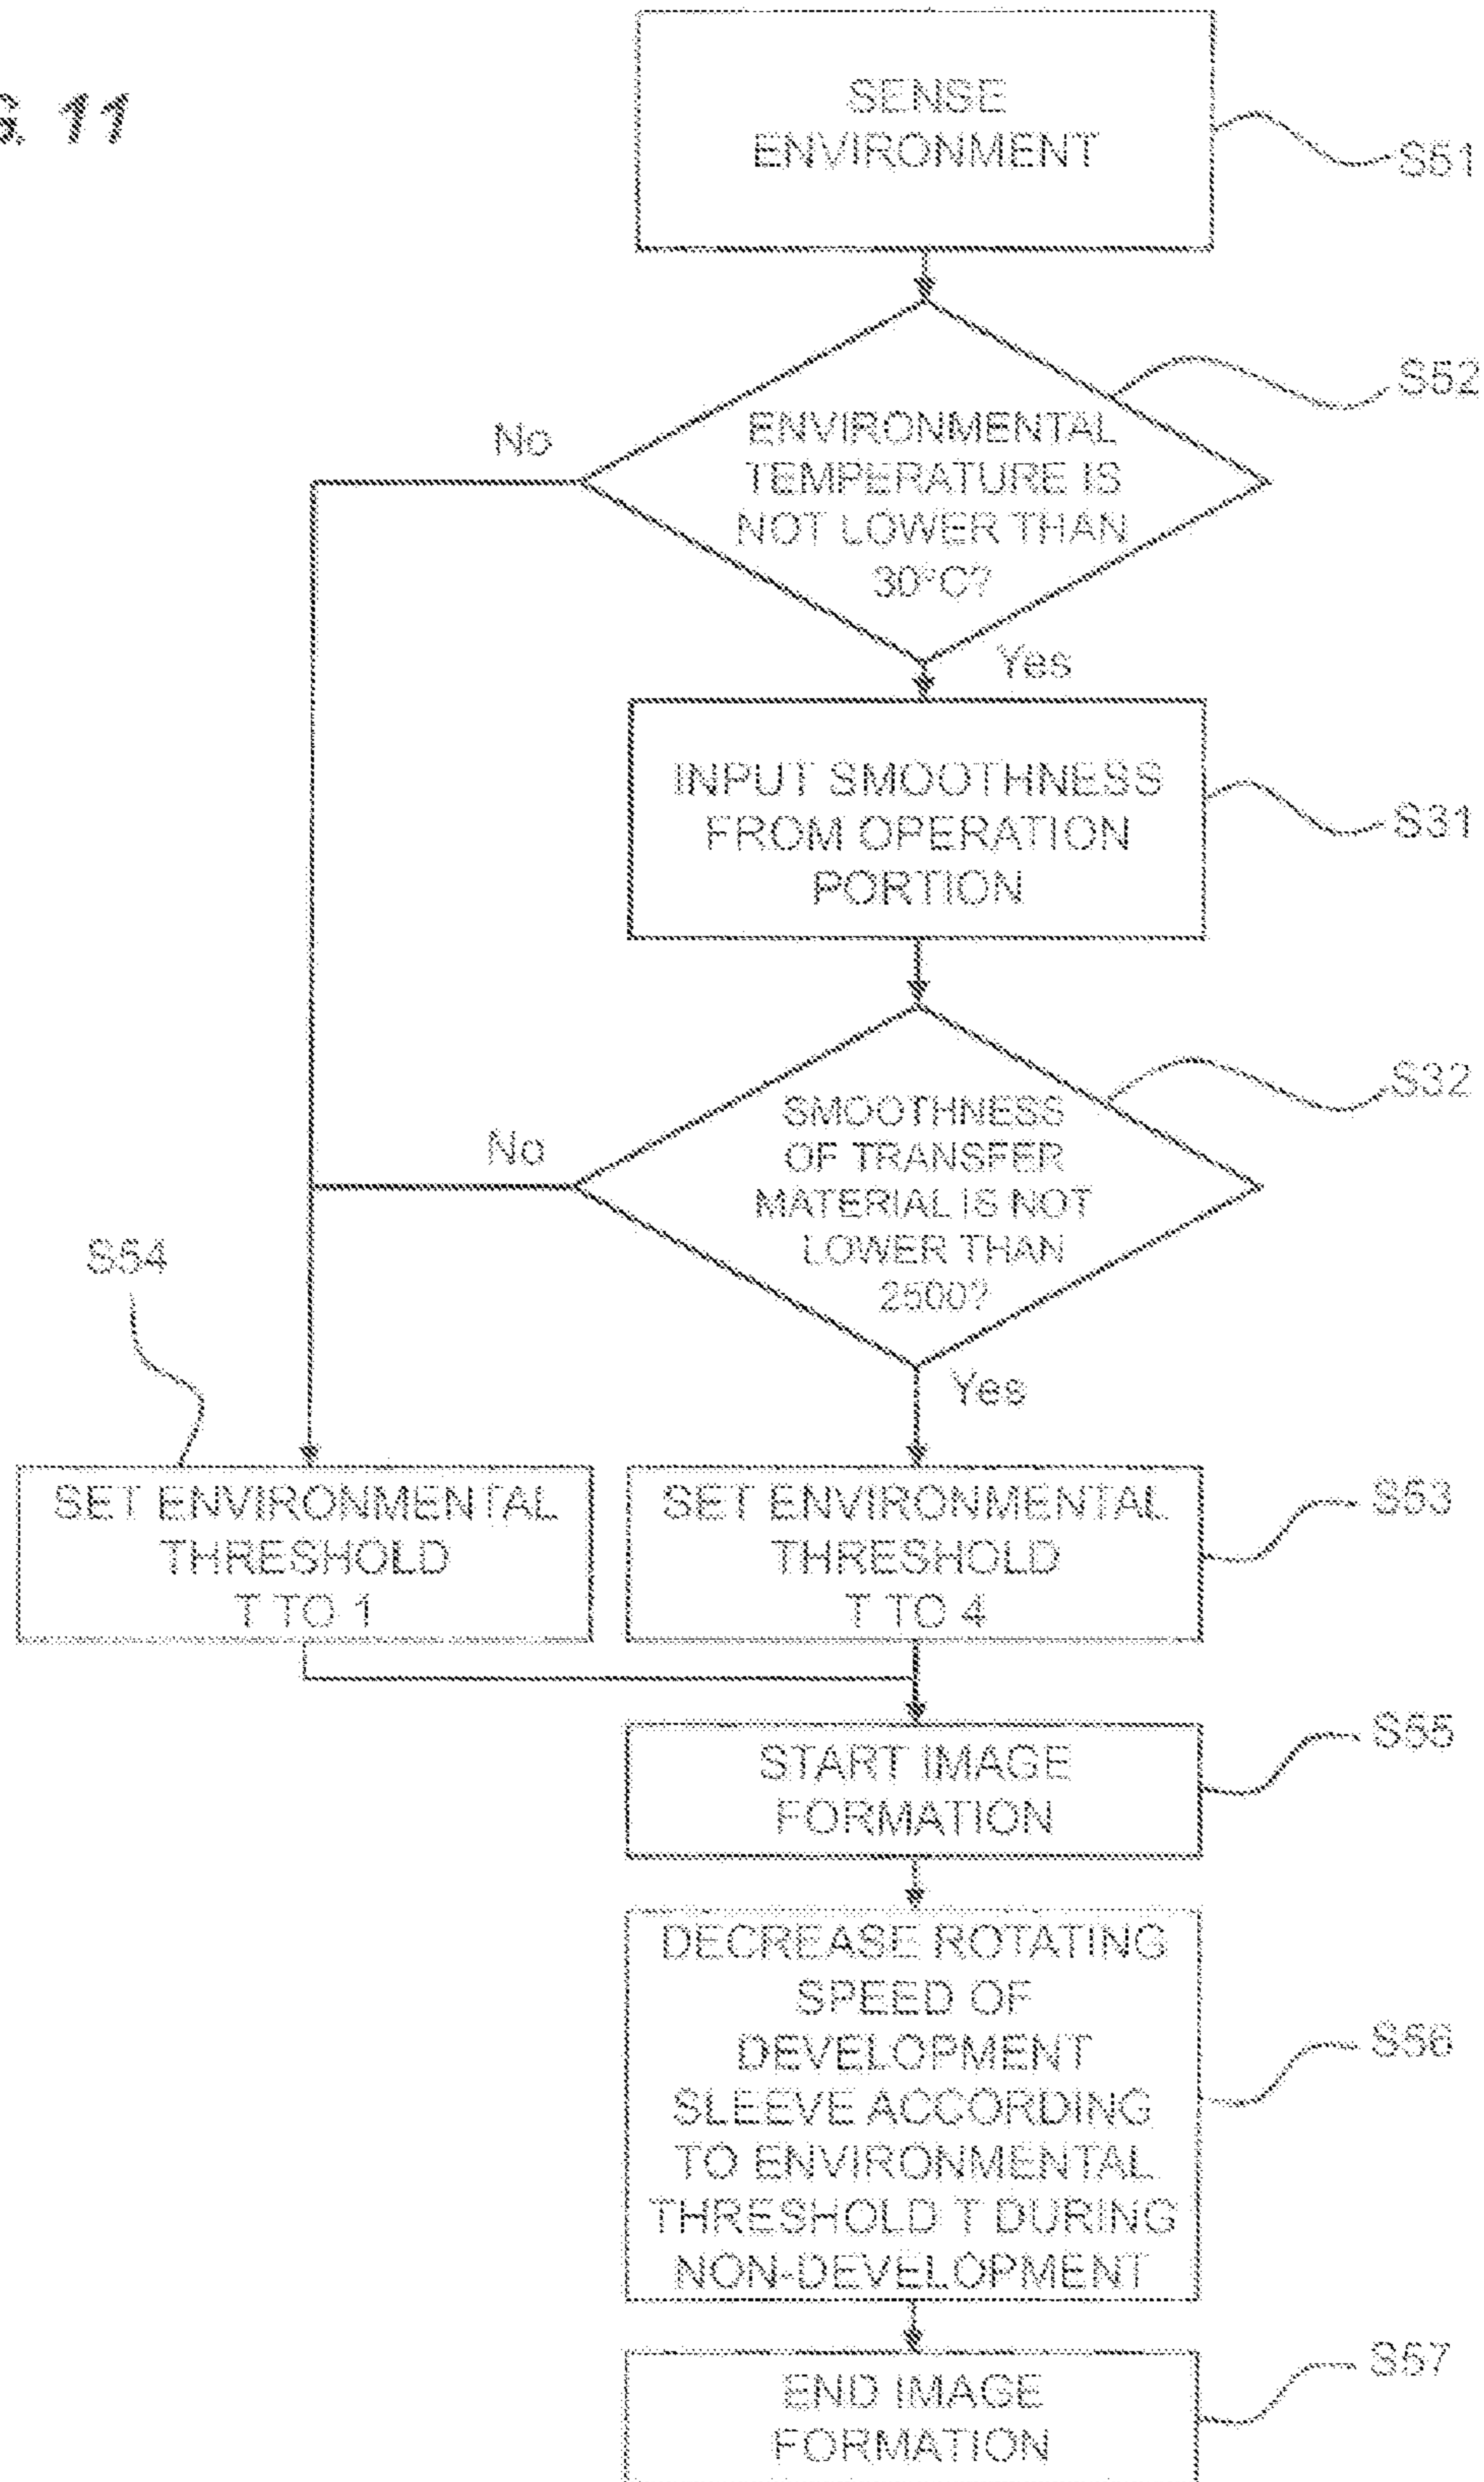 G. 11
SENSE
ENVIRONMENT
S51
S52
ENVIRONMENTAL
TEMPERATURE IS
NOT LOWER THAN
30°C?
No
Yes
INPUT SMOOTHNESS
FROM OPERATION
PORTION
S31
S32
SMOOTHNESS
OF TRANSFER
MATERIAL IS NOT
LOWER THAN
2500?
No
Yes
S54
SET ENVIRONMENTAL
THRESHOLD
T TO 1
SET ENVIRONMENTAL
THRESHOLD
T TO 4
S53
START IMAGE
FORMATION
S55
DECREASE ROTATING
SPEED OF
DEVELOPMENT
SLEEVE ACCORDING
TO ENVIRONMENTAL
THRESHOLD T DURING
NON-DEVELOPMENT
S56
END IMAGE
FORMATION
S57